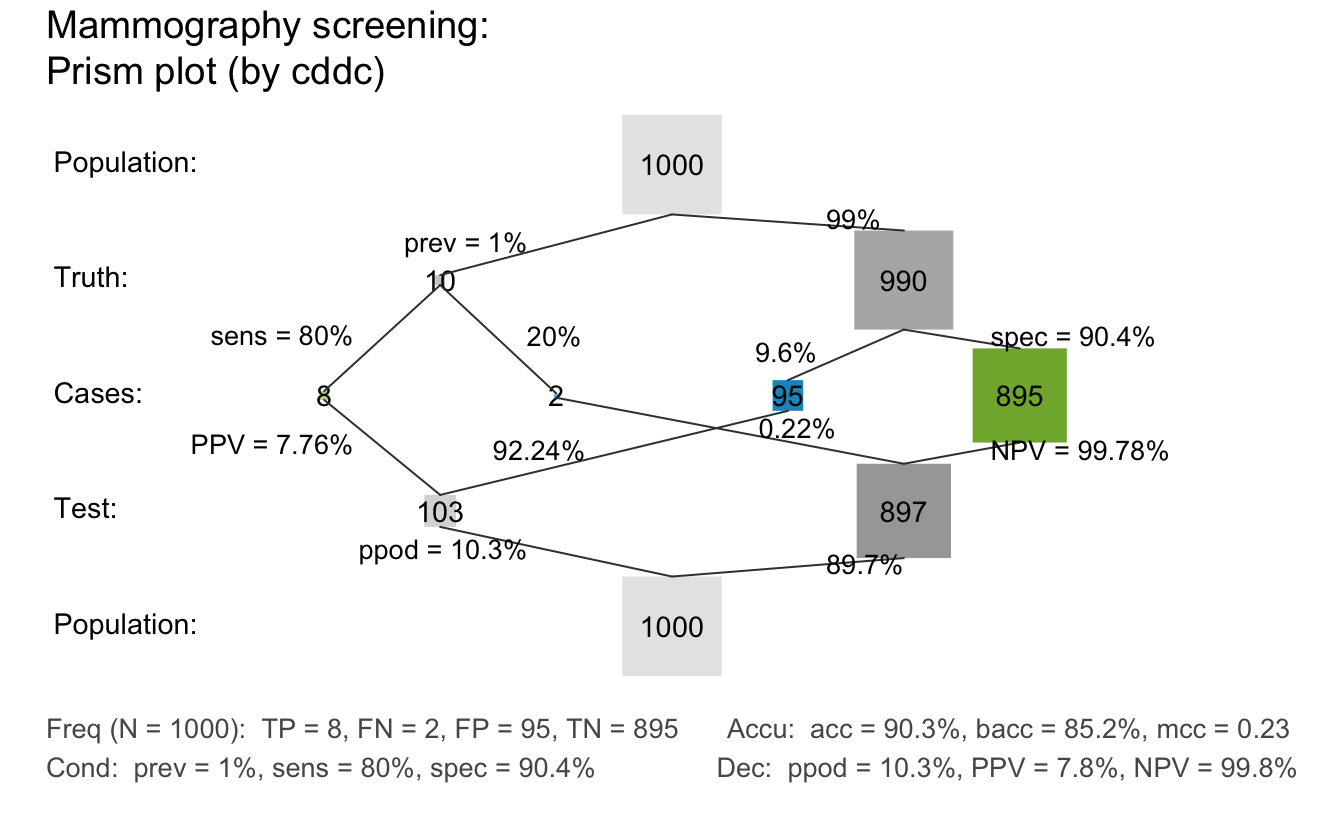 Mammography screening:
Prism plot (by cddc)
Population:
1000
prev = 1%
99%
Truth:
10
990
sens = 80%
20%
9.6%
spec = 90.4%
Cases:
8
2
95
895
PPV = 7.76%
92.24%
0.22%
NPV = 99.78%
Test:
103
897
ppod = 10.3%
89.7%
Population:
1000
Freq (N = 1000):  TP = 8, FN = 2, FP = 95, TN = 895
Accu:  acc = 90.3%, bacc = 85.2%, mcc = 0.23
Cond:  prev = 1%, sens = 80%, spec = 90.4%
Dec:  ppod = 10.3%, PPV = 7.8%, NPV = 99.8%